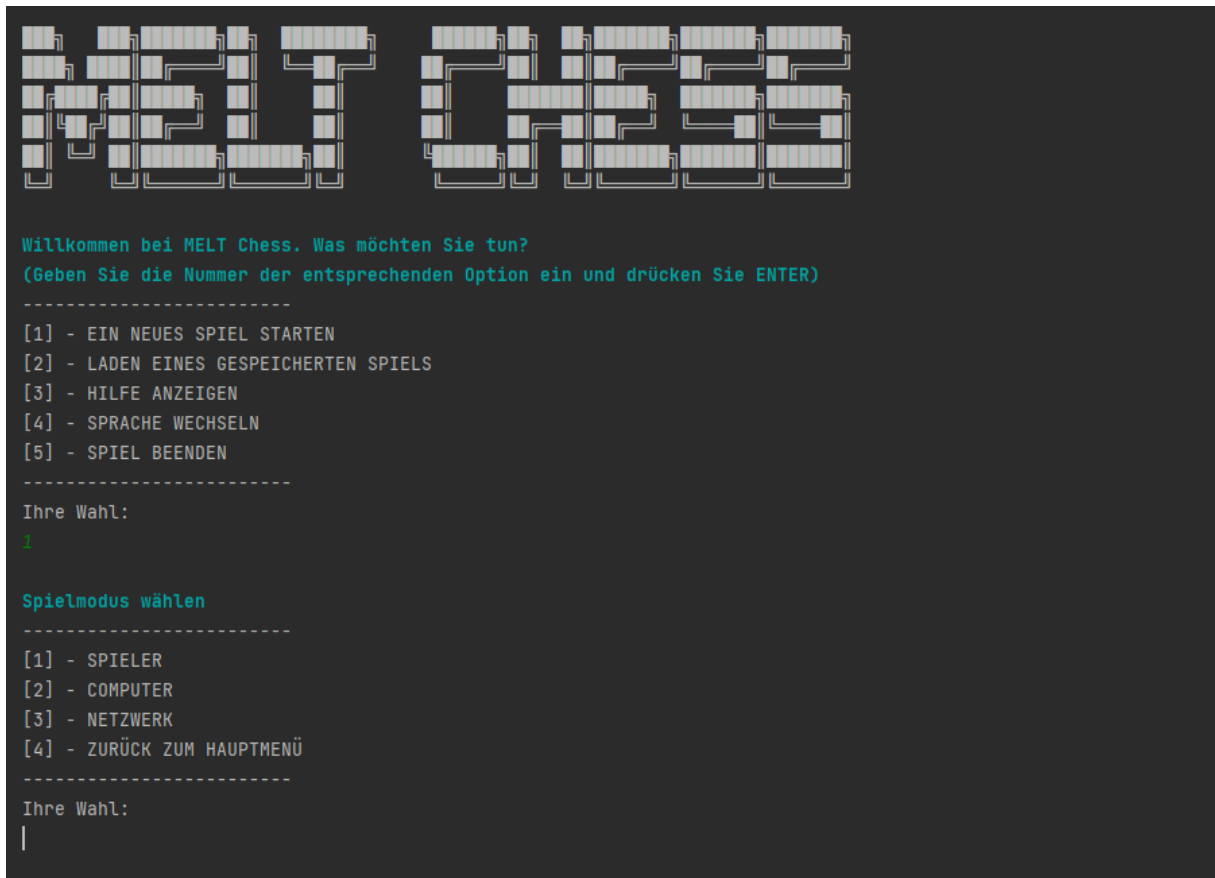 MELT CHESS
Willkommen bei MELT Chess. Was möchten Sie tun?
(Geben Sie die Nummer der entsprechenden Option ein und drücken Sie ENTER)
-------------------------
[1] - EIN NEUES SPIEL STARTEN
[2] - LADEN EINES GESPEICHERTEN SPIELS
[3] - HILFE ANZEIGEN
[4] - SPRACHE WECHSELN
[5] - SPIEL BEENDEN
-------------------------
Ihre Wahl:
1
Spielmodus wählen
-------------------------
[1] - SPIELER
[2] - COMPUTER
[3] - NETZWERK
[4] - ZURÜCK ZUM HAUPTMENÜ
-------------------------
Ihre Wahl: